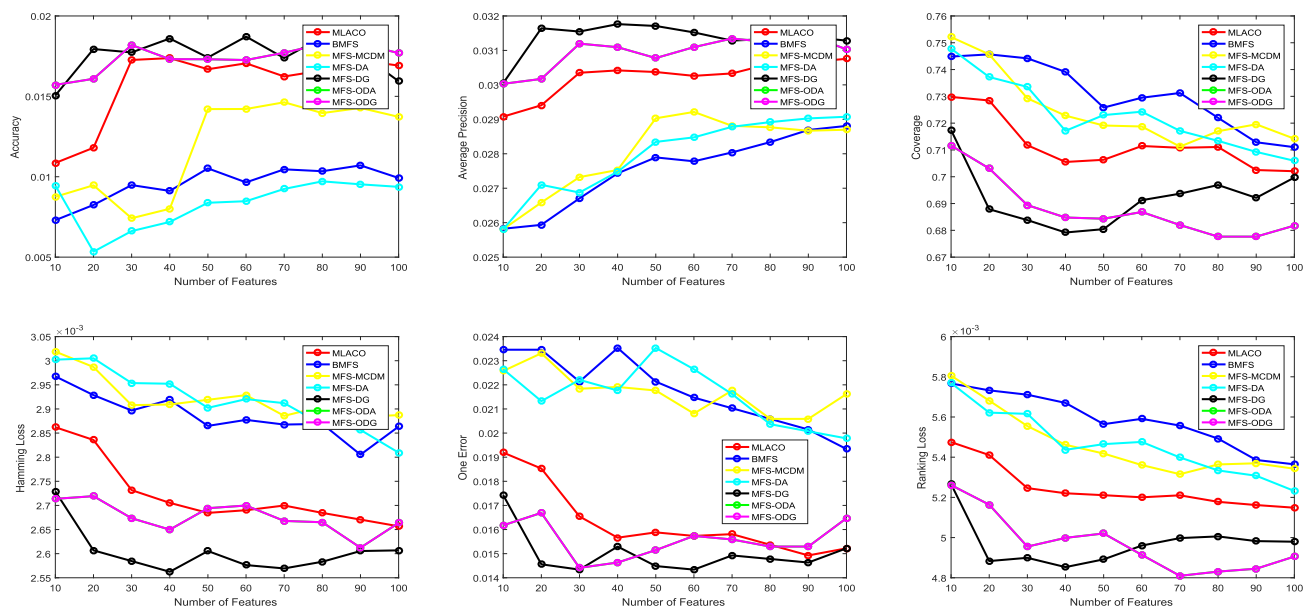 0.02
0.015
0.01
0.005
Accuracy
10 20 30 40 50 60 70 80 90 100
Number of Features
MLACO
BMFS
MFS-MCDM
MFS-DA
MFS-DG
MFS-ODA
MFS-ODG
0.032
0.031
0.03
0.029
0.028
0.027
0.026
0.025
Average Precision
10 20 30 40 50 60 70 80 90 100
Number of Features
MLACO
BMFS
MFS-MCDM
MFS-DA
MFS-DG
MFS-ODA
MFS-ODG
0.76
0.75
0.74
0.73
0.72
0.71
0.7
0.69
0.68
0.67
Coverage
10 20 30 40 50 60 70 80 90 100
Number of Features
MLACO
BMFS
MFS-MCDM
MFS-DA
MFS-DG
MFS-ODA
MFS-ODG
×10⁻³
3.05
3
2.95
2.9
2.85
2.8
2.75
2.7
2.65
2.6
2.55
Hamming Loss
10 20 30 40 50 60 70 80 90 100
Number of Features
MLACO
BMFS
MFS-MCDM
MFS-DA
MFS-DG
MFS-ODA
MFS-ODG
0.024
0.023
0.022
0.021
0.02
0.019
0.018
0.017
0.016
0.015
0.014
One Error
10 20 30 40 50 60 70 80 90 100
Number of Features
MLACO
BMFS
MFS-MCDM
MFS-DA
MFS-DG
MFS-ODA
MFS-ODG
×10⁻³
6
5.8
5.6
5.4
5.2
5
4.8
Ranking Loss
10 20 30 40 50 60 70 80 90 100
Number of Features
MLACO
BMFS
MFS-MCDM
MFS-DA
MFS-DG
MFS-ODA
MFS-ODG